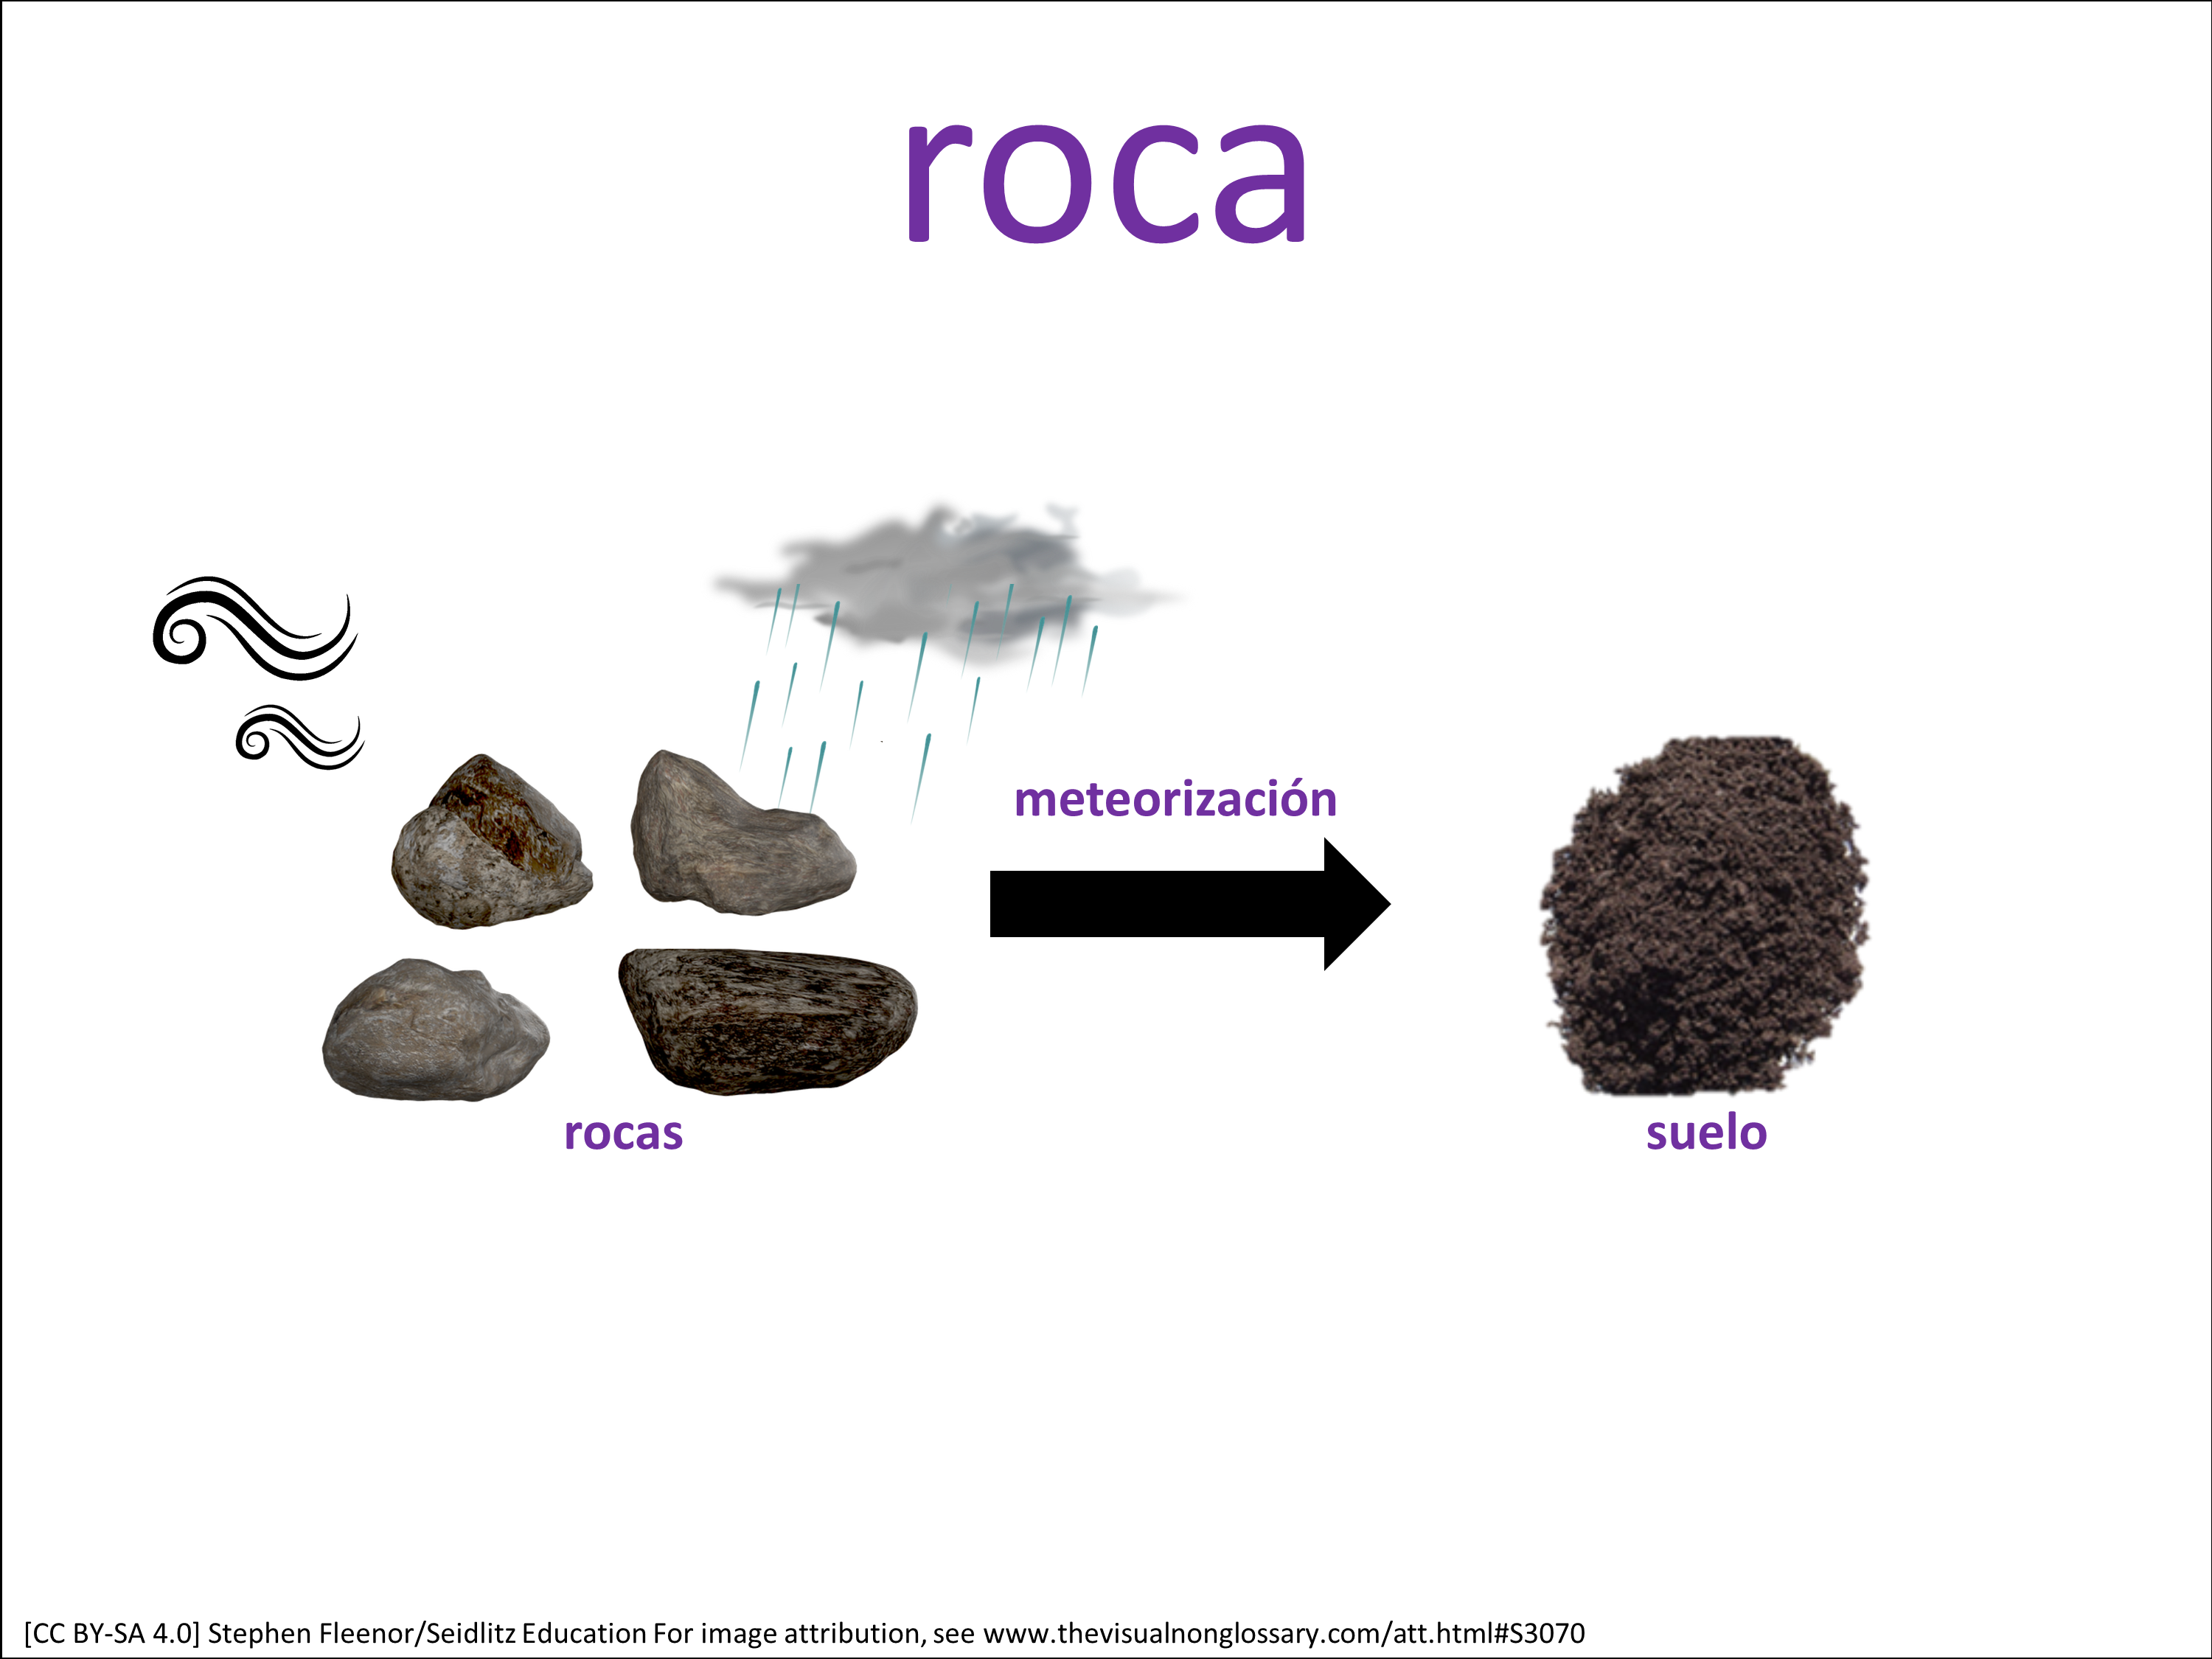 roca
meteorización
rocas
suelo
[CC BY-SA 4.0] Stephen Fleenor/Seidlitz Education For image attribution, see www.thevisualnonglossary.com/att.html#S3070